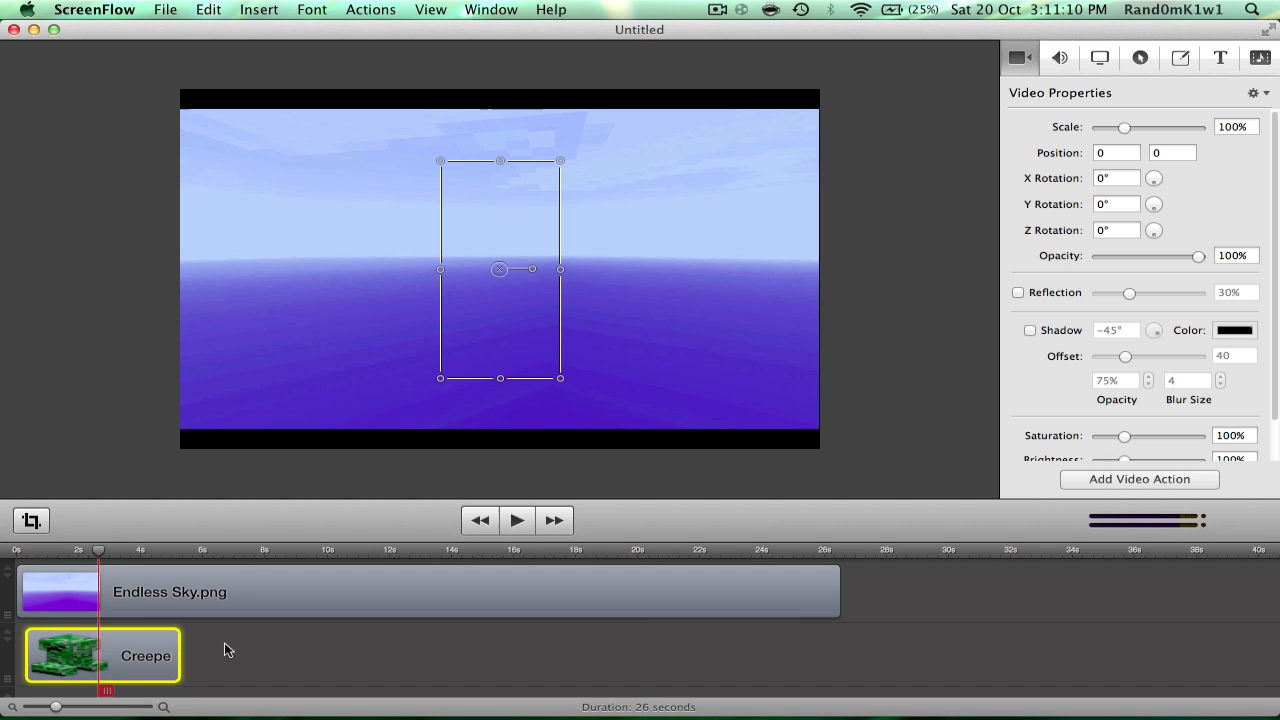 ScreenFlow File Edit Insert Font Actions View Window Help (25%) Sat 20 Oct 3:11:10 PM Rand0mK1w1
Untitled
Video Properties
Scale: 100%
Position: 0 0
X Rotation: 0°
Y Rotation: 0°
Z Rotation: 0°
Opacity: 100%
Reflection 30%
Shadow -45° Color:
Offset: 40
75% 4
Opacity Blur Size
Saturation: 100%
Brightness: 100%
Add Video Action
0s 2s 4s 6s 8s 10s 12s 14s 16s 18s 20s 22s 24s 26s 28s 30s 32s 34s 36s 38s 40s
Endless Sky.png
Creepe
Duration: 26 seconds